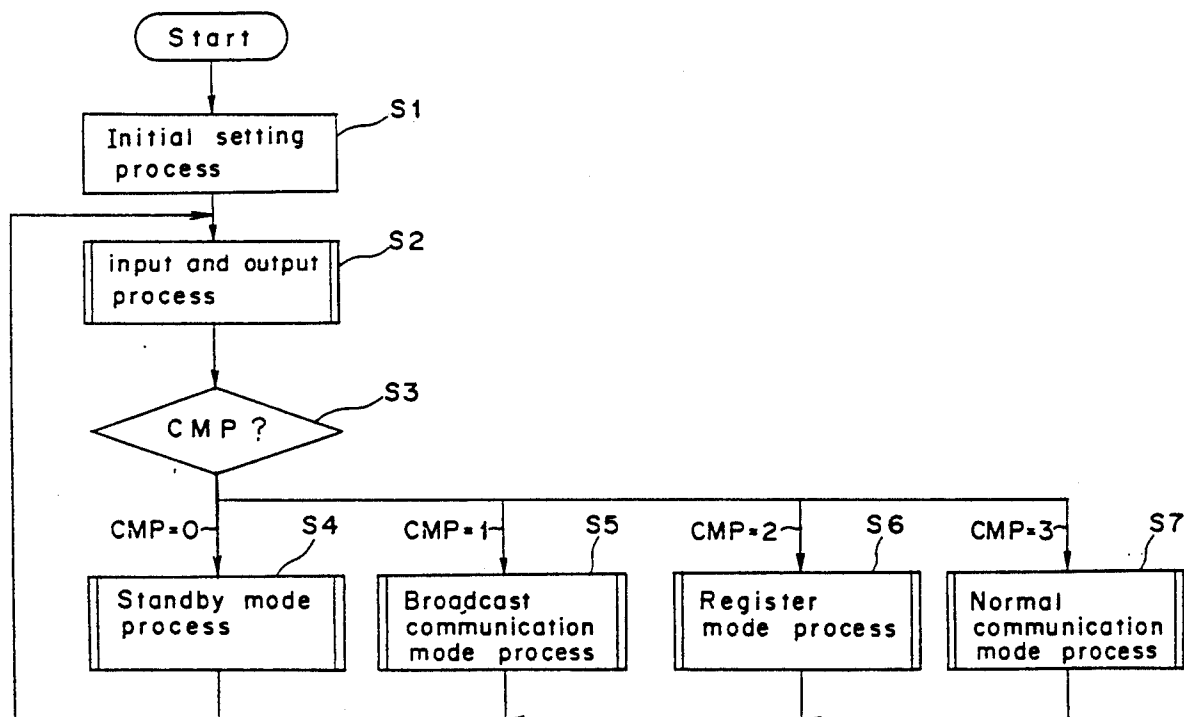 Start
S1
Initial setting
process
S2
input and output
process
S3
CMP?
CMP=0
S4
CMP=1
S5
CMP=2
S6
CMP=3
S7
Standby mode
process
Broadcast
communication
mode process
Register
mode process
Normal
communication
mode process